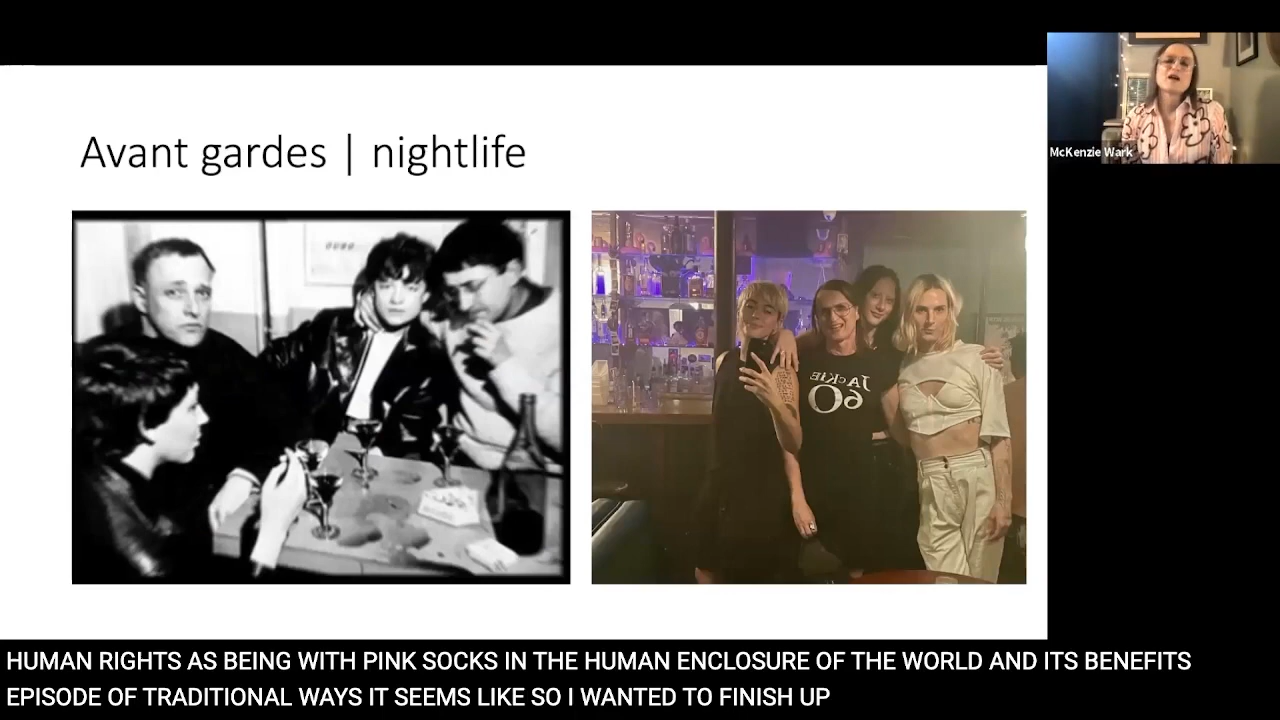 Avant gardes | nightlife
McKenzie Wark
JACKIE
60
HUMAN RIGHTS AS BEING WITH PINK SOCKS IN THE HUMAN ENCLOSURE OF THE WORLD AND ITS BENEFITS
EPISODE OF TRADITIONAL WAYS IT SEEMS LIKE SO I WANTED TO FINISH UP